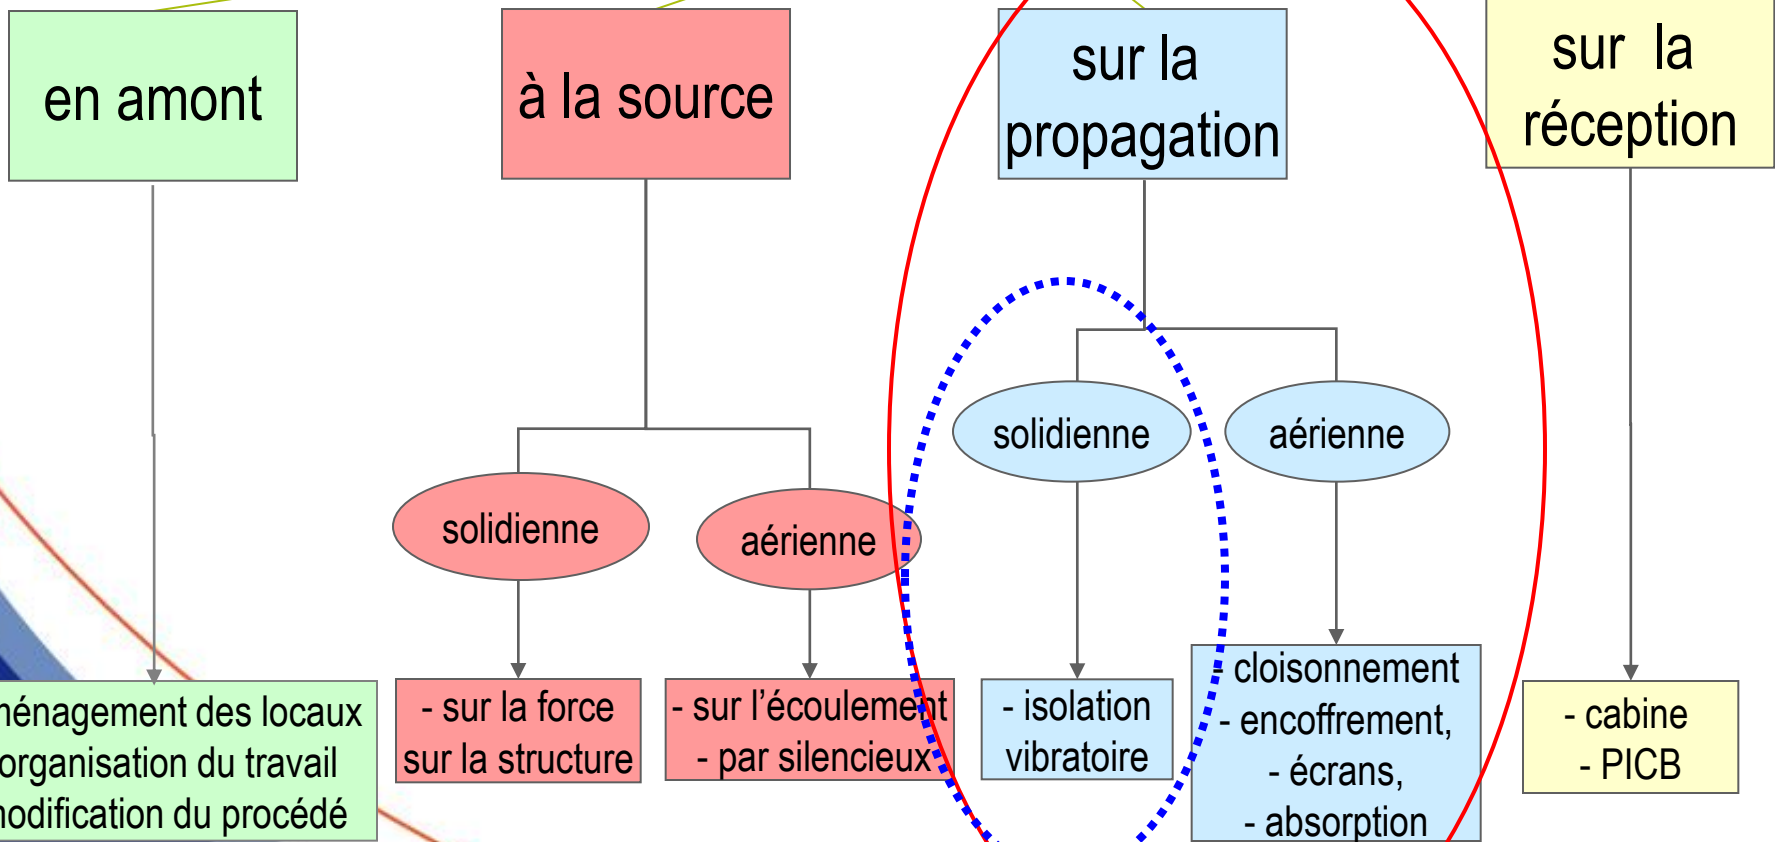 en amont
à la source
sur la
propagation
sur la
réception
solidienne
aérienne
solidienne
aérienne
des locaux
organisation du travail
du procédé
- sur la force
sur la structure
- sur l'écoulement
- par silencieux
- isolation
vibratoire
- cloisonnement
- encoffrement,
- écrans,
- absorption
- cabine
- PICB